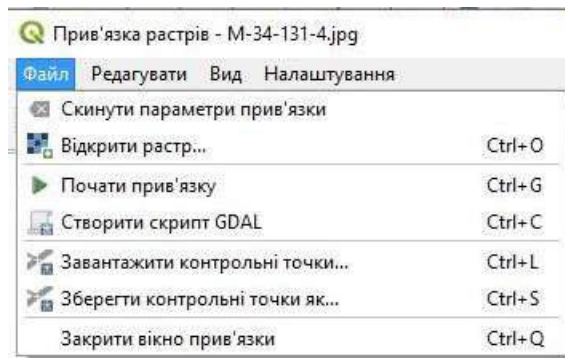 Прив'язка растрів - M-34-131-4.jpg
Файл Редагувати Вид Налаштування
Скинути параметри прив'язки
Відкрити растр... Ctrl+O
Почати прив'язку Ctrl+G
Створити скрипт GDAL Ctrl+C
Завантажити контрольні точки... Ctrl+L
Зберегти контрольні точки як... Ctrl+S
Закрити вікно прив'язки Ctrl+Q